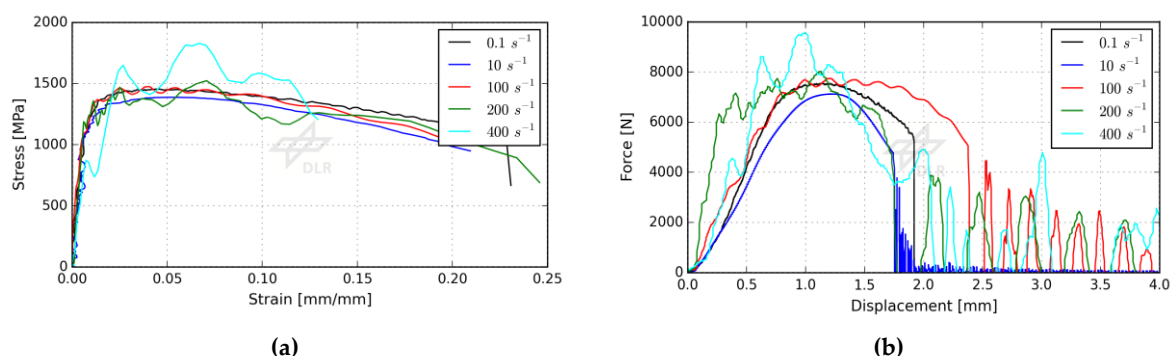 2000
1500
1000
500
0
Stress [MPa]
0.1 s⁻¹
10 s⁻¹
100 s⁻¹
200 s⁻¹
400 s⁻¹
DLR
0.00 0.05 0.10 0.15 0.20 0.25
Strain [mm/mm]
(a)
10000
8000
6000
4000
2000
0
Force [N]
0.1 s⁻¹
10 s⁻¹
100 s⁻¹
200 s⁻¹
400 s⁻¹
DLR
0.0 0.5 1.0 1.5 2.0 2.5 3.0 3.5 4.0
Displacement [mm]
(b)